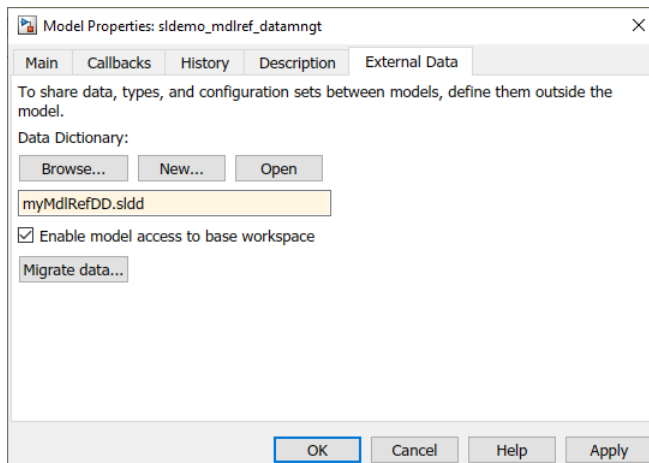 Model Properties: sldemo_mdlref_datamngt
Main Callbacks History Description External Data
To share data, types, and configuration sets between models, define them outside the
model.
Data Dictionary:
Browse... New... Open
myMdlRefDD.sldd
Enable model access to base workspace
Migrate data...
OK Cancel Help Apply